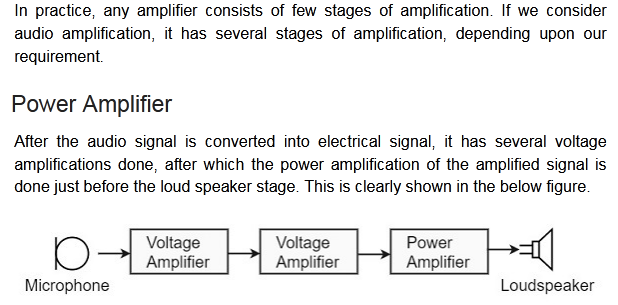 In practice, any amplifier consists of few stages of amplification. If we consider
audio amplification, it has several stages of amplification, depending upon our
requirement.
Power Amplifier
After the audio signal is converted into electrical signal, it has several voltage
amplifications done, after which the power amplification of the amplified signal is
done just before the loud speaker stage. This is clearly shown in the below figure.
Voltage
Amplifier
Voltage
Amplifier
Power
Amplifier
Microphone
Loudspeaker